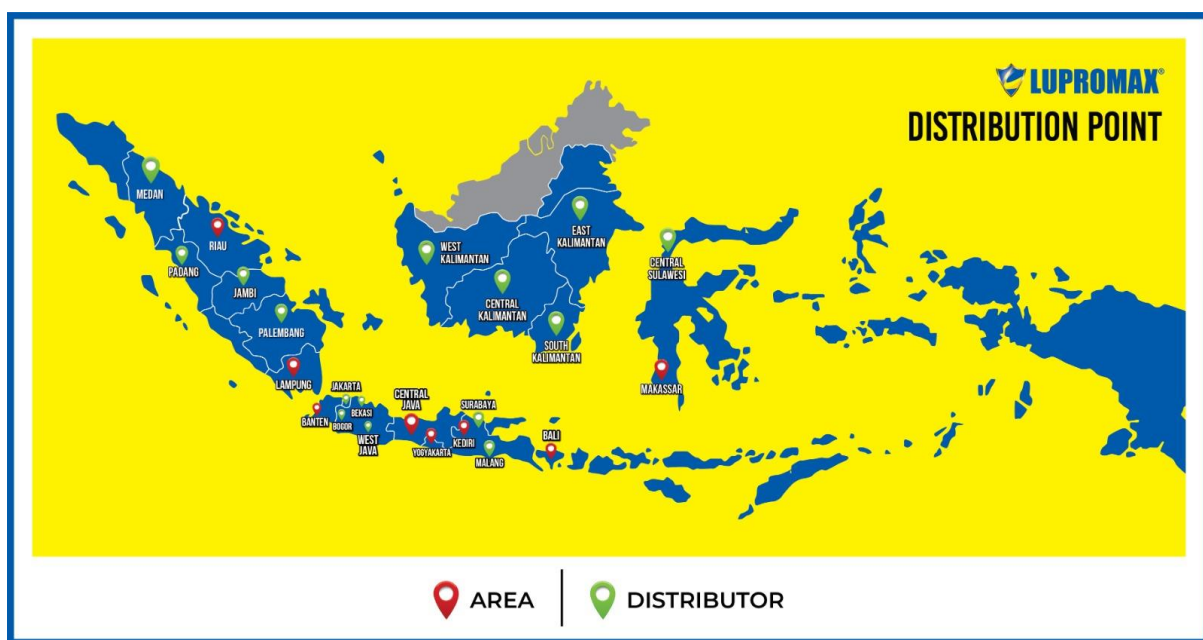 LUPROMAX®
DISTRIBUTION POINT
MEDAN
RIAU
PADANG
JAMBI
PALEMBANG
LAMPUNG
WEST
KALIMANTAN
EAST
KALIMANTAN
CENTRAL
KALIMANTAN
SOUTH
KALIMANTAN
CENTRAL
SULAWESI
MAKASSAR
JAKARTA
BANTEN
BEKASI
BOGOR
WEST
JAVA
CENTRAL
JAVA
YOGYAKARTA
SURABAYA
KEDIRI
MALANG
BALI
AREA
DISTRIBUTOR